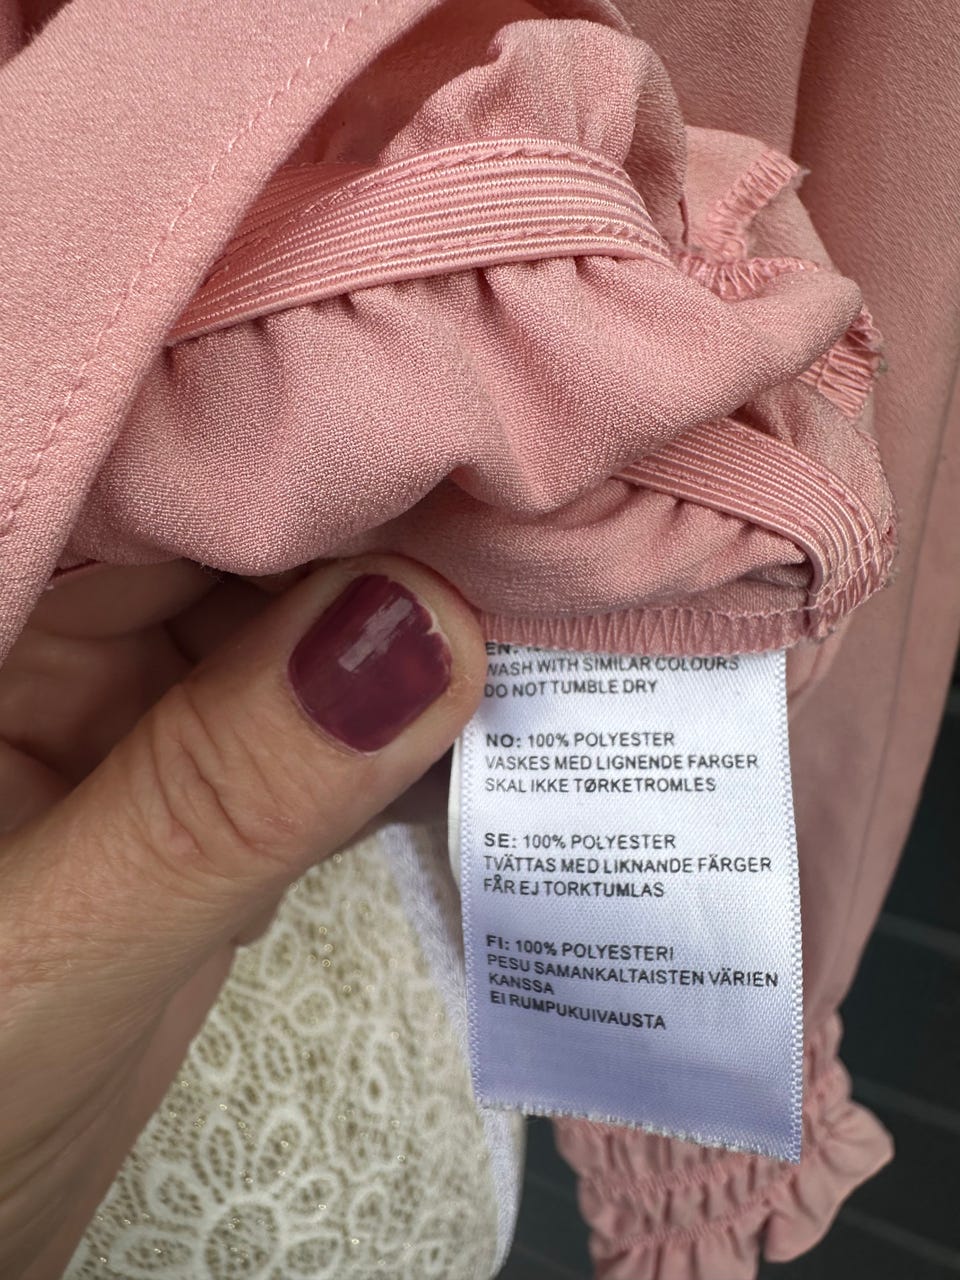 EN:
WASH WITH SIMILAR COLOURS
DO NOT TUMBLE DRY
NO: 100% POLYESTER
VASKES MED LIGNENDE FARGER
SKAL IKKE TØRKETROMLES
SE: 100% POLYESTER
TVÄTTAS MED LIKNANDE FÄRGER
FÅR EJ TORKTUMLAS
FI: 100% POLYESTERI
PESU SAMANKALTAISTEN VÄRIEN
KANSSA
EI RUMPUKUIVAUSTA